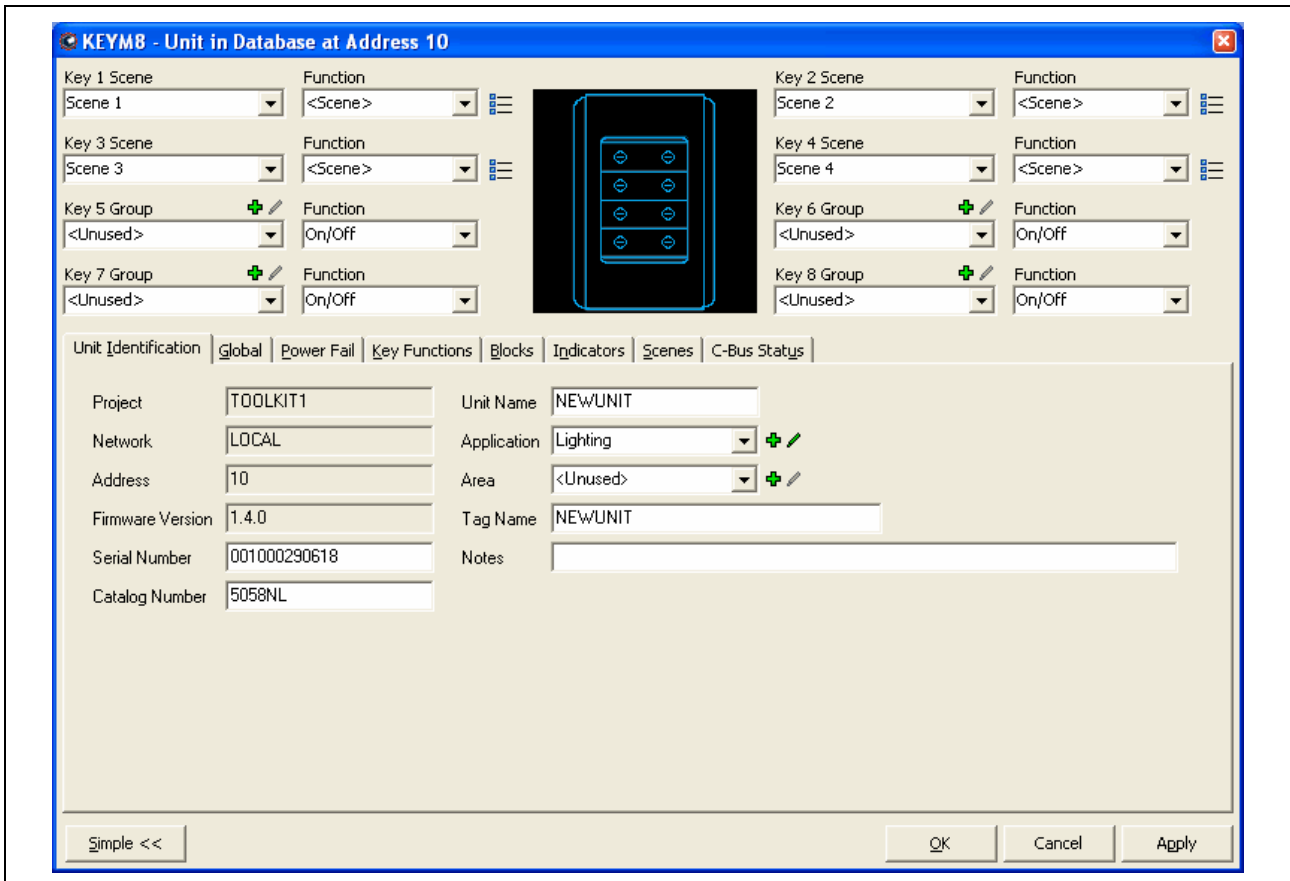 KEYM8 - Unit in Database at Address 10
Key 1 Scene Function Key 2 Scene Function
Scene 1 <Scene> Scene 2 <Scene>
Key 3 Scene Function Key 4 Scene Function
Scene 3 <Scene> Scene 4 <Scene>
Key 5 Group Function Key 6 Group Function
<Unused> On/Off <Unused> On/Off
Key 7 Group Function Key 8 Group Function
<Unused> On/Off <Unused> On/Off
Unit Identification Global Power Fail Key Functions Blocks Indicators Scenes C-Bus Status
Project TOOLKIT1 Unit Name NEWUNIT
Network LOCAL Application Lighting
Address 10 Area <Unused>
Firmware Version 1.4.0 Tag Name NEWUNIT
Serial Number 001000290618 Notes
Catalog Number 5058NL
Simple << OK Cancel Apply